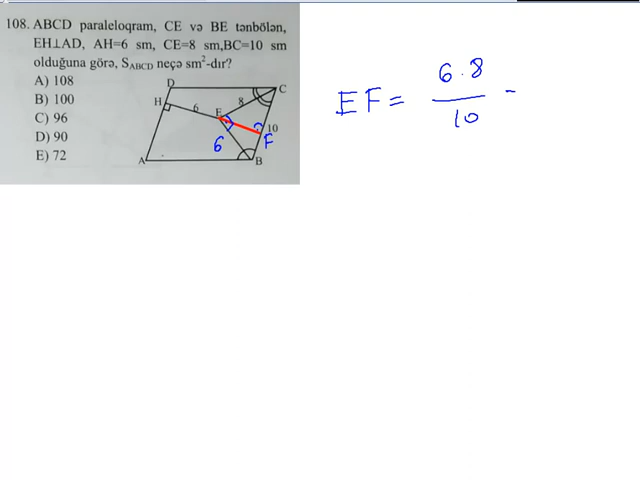 108. ABCD paraleloqram, CE və BE tənbölən,
EH⊥AD, AH=6 sm, CE=8 sm,BC=10 sm
olduğuna görə, S_ABCD neçə sm²-dır?
A) 108
B) 100
C) 96
D) 90
E) 72
D
C
H
6
8
E
10
6
F
A
B
EF = 6·8/10 =